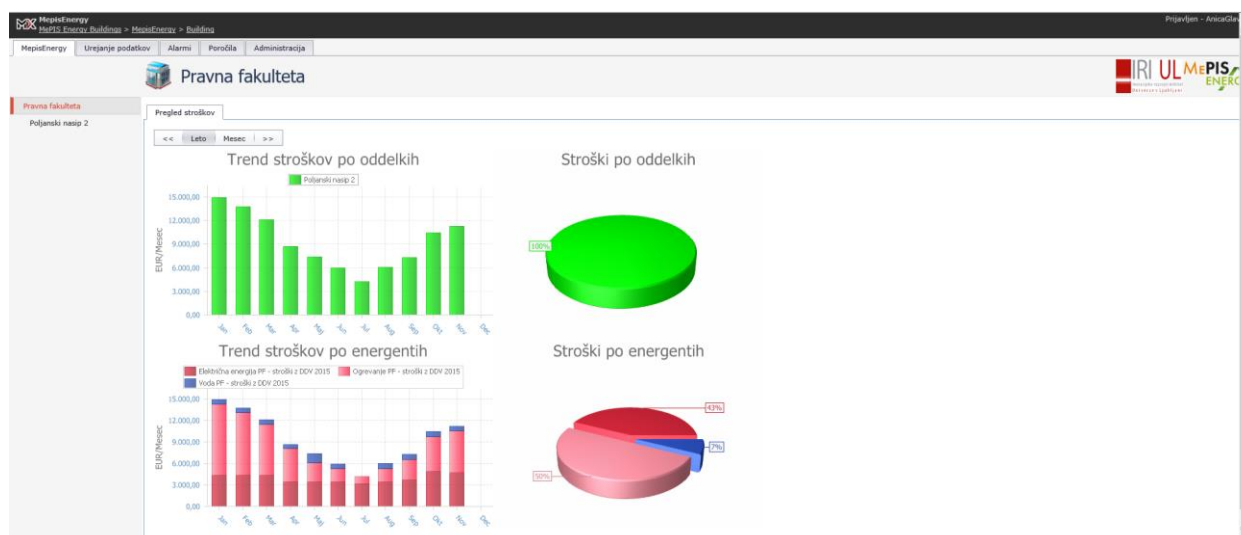 MepisEnergy
MePIS Energy Buildings > MepisEnergy > Building
Prijavljen - AnicaGlav
MepisEnergy Urejanje podatkov Alarmi Poročila Administracija
Pravna fakulteta
IRI UL MePIS ENERG
Pravna fakulteta
Poljanski nasip 2
Pregled stroškov
<< Leto Mesec >>
Trend stroškov po oddelkih
Poljanski nasip 2
EUR/Mesec
15.000,00
12.000,00
9.000,00
6.000,00
3.000,00
0,00
Jan Feb Mar Apr Maj Jun Jul Aug Sep Okt Nov Dec
Stroški po oddelkih
100%
Trend stroškov po energentih
Električna energija PF - stroški z DDV 2015 Ogrevanje PF - stroški z DDV 2015
Voda PF - stroški z DDV 2015
EUR/Mesec
15.000,00
12.000,00
9.000,00
6.000,00
3.000,00
0,00
Jan Feb Mar Apr Maj Jun Jul Aug Sep Okt Nov Dec
Stroški po energentih
43%
7%
50%